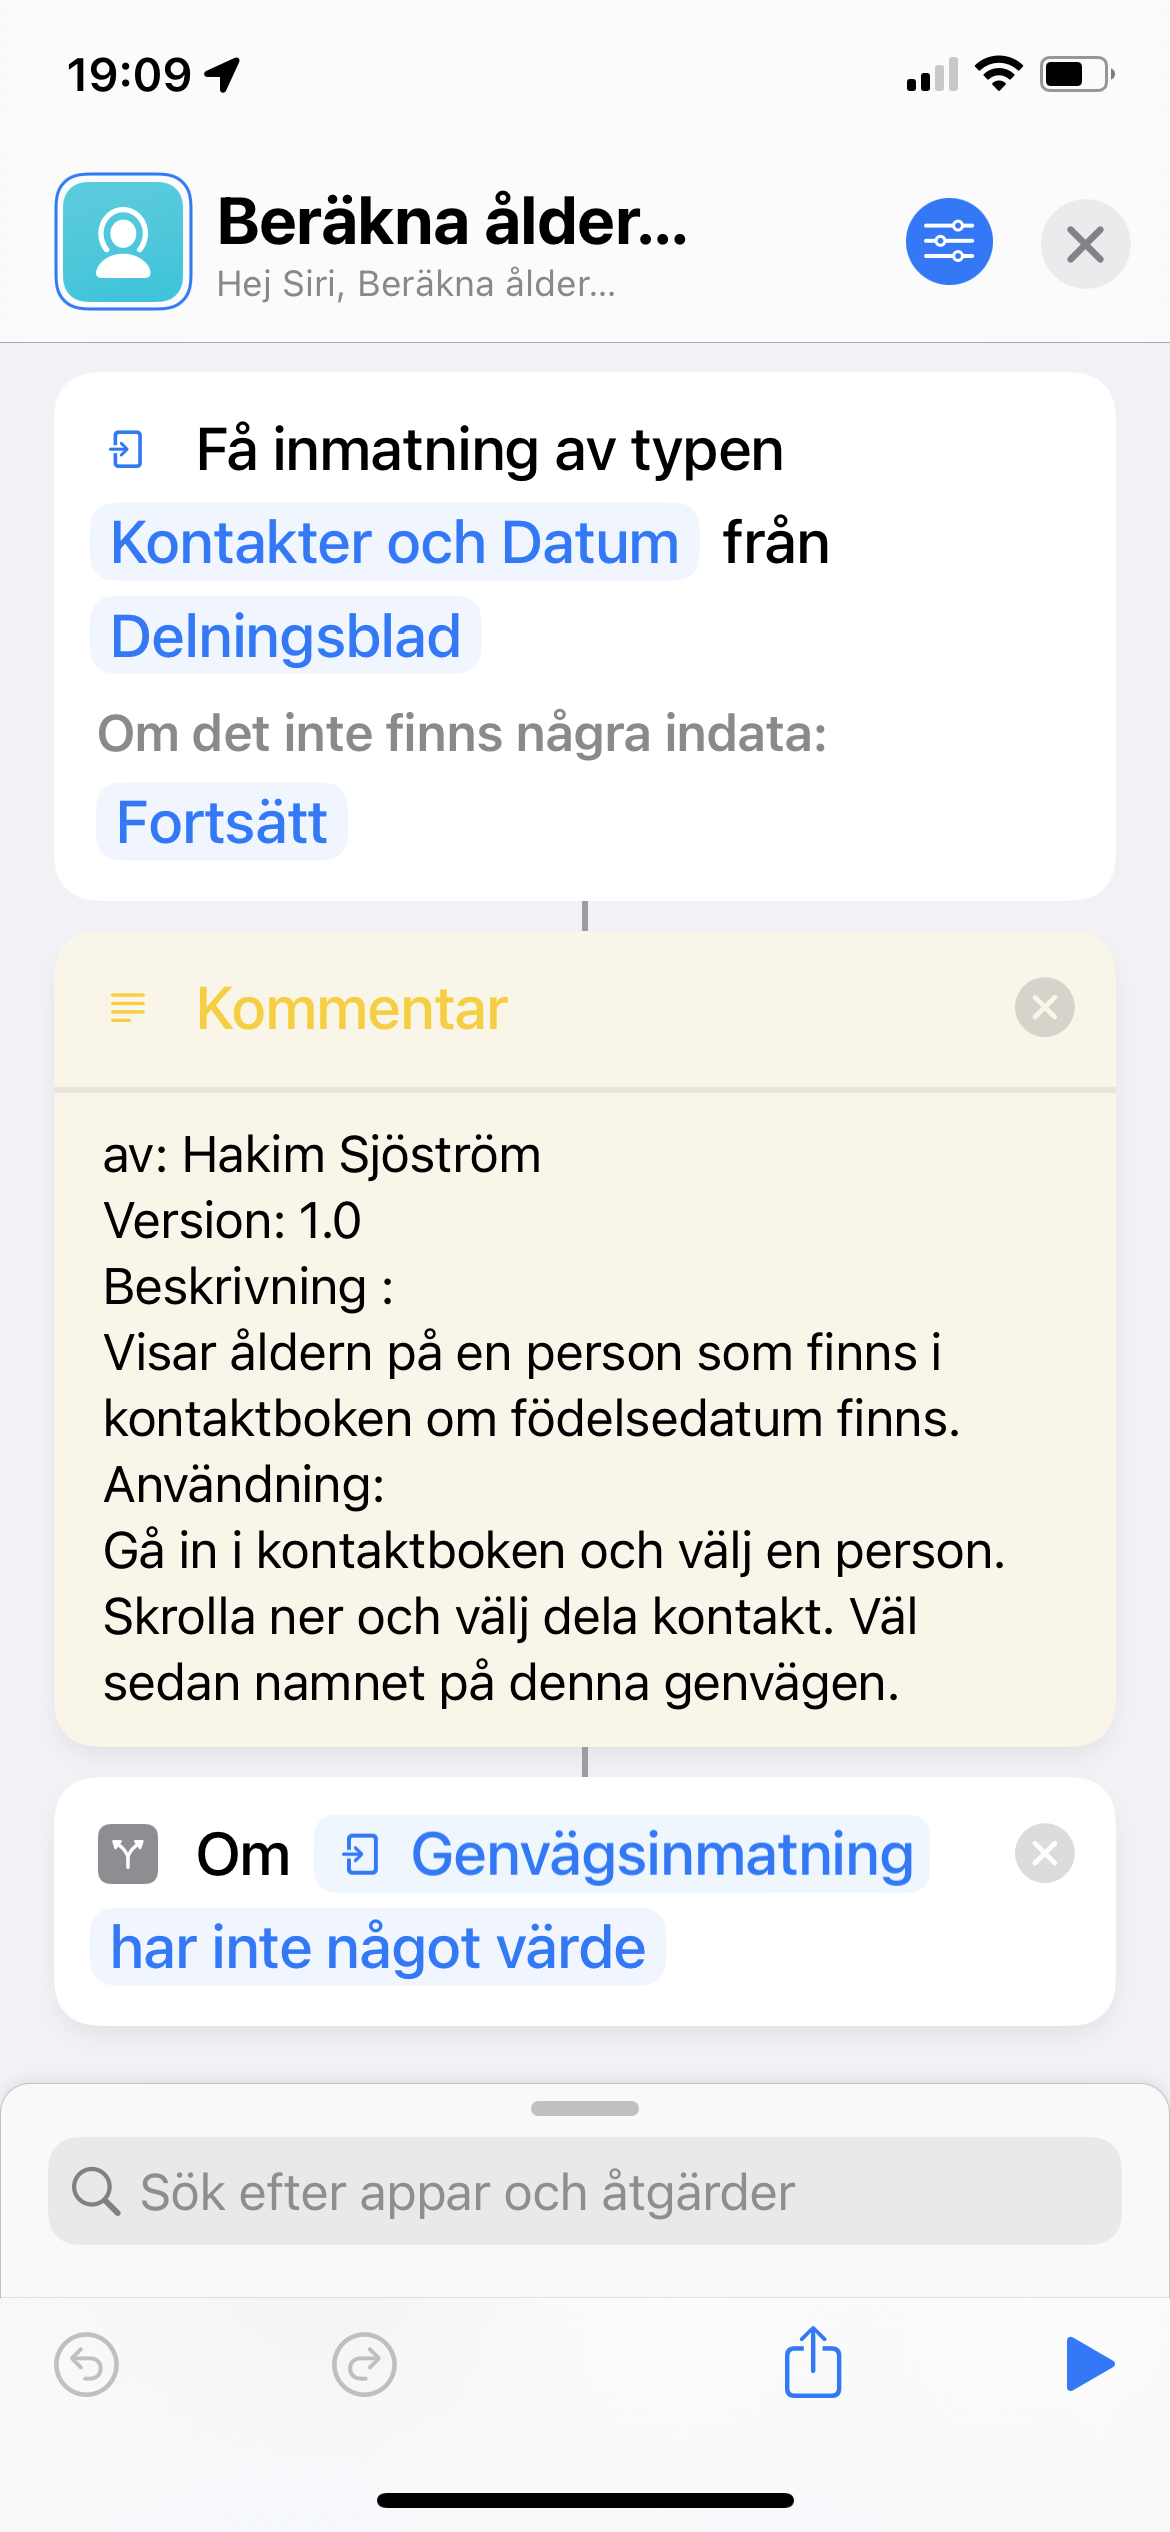 19:09
Beräkna ålder...
Hej Siri, Beräkna ålder...
Få inmatning av typen
Kontakter och Datum från
Delningsblad
Om det inte finns några indata:
Fortsätt
Kommentar
av: Hakim Sjöström
Version: 1.0
Beskrivning :
Visar åldern på en person som finns i
kontaktboken om födelsedatum finns.
Användning:
Gå in i kontaktboken och välj en person.
Skrolla ner och välj dela kontakt. Väl
sedan namnet på denna genvägen.
Om Genvägsinmatning
har inte något värde
Sök efter appar och åtgärder